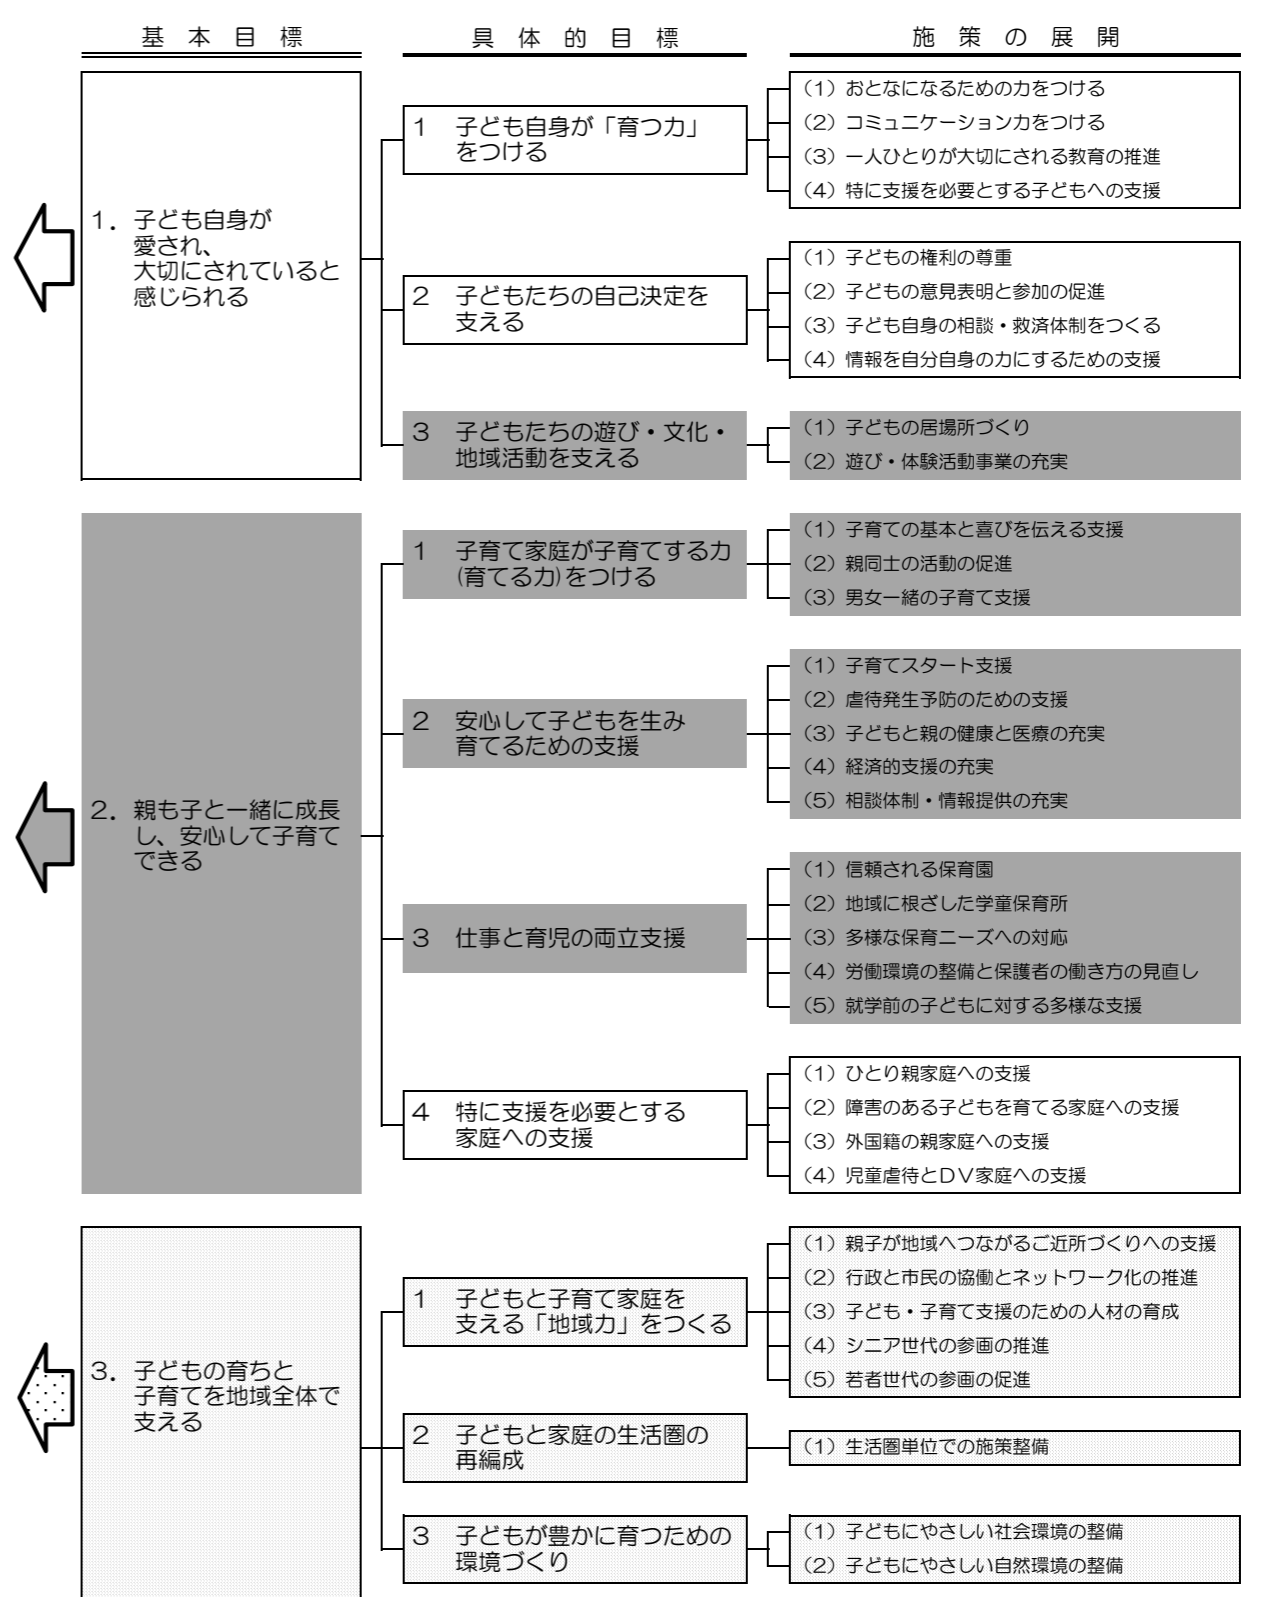 基本目標
具体的目標
施策の展開
1．子ども自身が
愛され、
大切にされていると
感じられる
1　子ども自身が「育つ力」
をつける
（1）おとなになるための力をつける
（2）コミュニケーション力をつける
（3）一人ひとりが大切にされる教育の推進
（4）特に支援を必要とする子どもへの支援
2　子どもたちの自己決定を
支える
（1）子どもの権利の尊重
（2）子どもの意見表明と参加の促進
（3）子ども自身の相談・救済体制をつくる
（4）情報を自分自身の力にするための支援
3　子どもたちの遊び・文化・
地域活動を支える
（1）子どもの居場所づくり
（2）遊び・体験活動事業の充実
2．親も子と一緒に成長
し、安心して子育て
できる
1　子育て家庭が子育てする力
(育てる力)をつける
（1）子育ての基本と喜びを伝える支援
（2）親同士の活動の促進
（3）男女一緒の子育て支援
2　安心して子どもを生み
育てるための支援
（1）子育てスタート支援
（2）虐待発生予防のための支援
（3）子どもと親の健康と医療の充実
（4）経済的支援の充実
（5）相談体制・情報提供の充実
3　仕事と育児の両立支援
（1）信頼される保育園
（2）地域に根ざした学童保育所
（3）多様な保育ニーズへの対応
（4）労働環境の整備と保護者の働き方の見直し
（5）就学前の子どもに対する多様な支援
4　特に支援を必要とする
家庭への支援
（1）ひとり親家庭への支援
（2）障害のある子どもを育てる家庭への支援
（3）外国籍の親家庭への支援
（4）児童虐待とＤＶ家庭への支援
3．子どもの育ちと
子育てを地域全体で
支える
1　子どもと子育て家庭を
支える「地域力」をつくる
（1）親子が地域へつながるご近所づくりへの支援
（2）行政と市民の協働とネットワーク化の推進
（3）子ども・子育て支援のための人材の育成
（4）シニア世代の参画の推進
（5）若者世代の参画の促進
2　子どもと家庭の生活圏の
再編成
（1）生活圏単位での施策整備
3　子どもが豊かに育つための
環境づくり
（1）子どもにやさしい社会環境の整備
（2）子どもにやさしい自然環境の整備